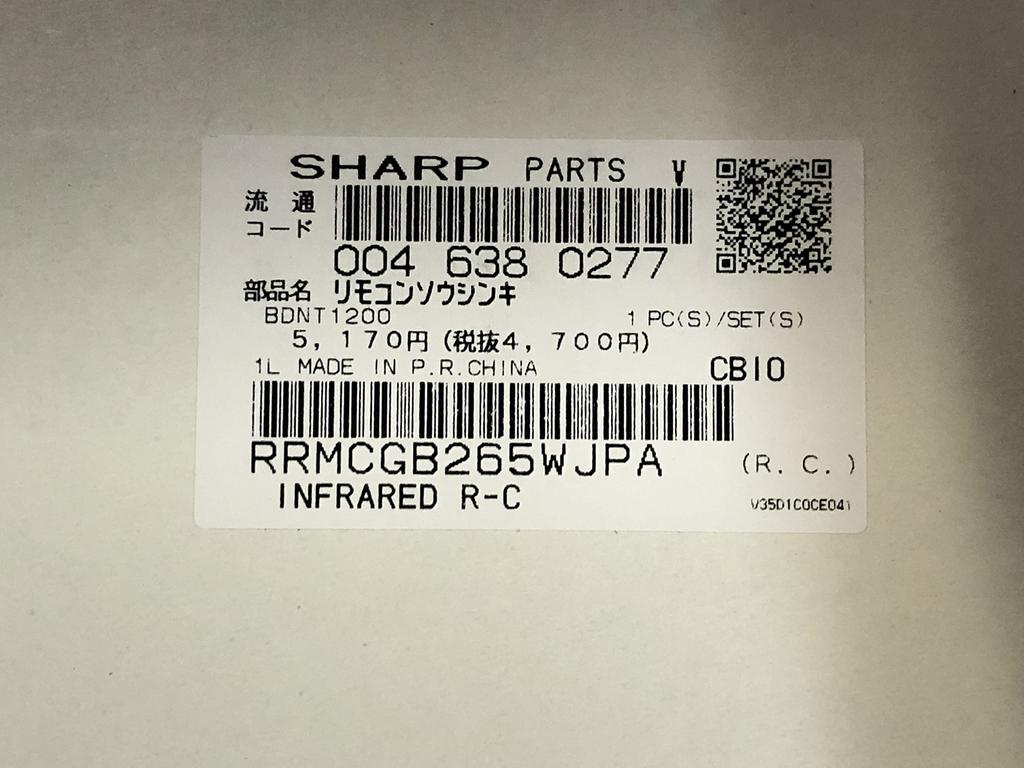 SHARP PARTS V
流通
コード
004 638 0277
部品名 リモコンソウシンキ
BDNT1200 1 PC(S)/SET(S)
5,170円(税抜4,700円)
1L MADE IN P.R.CHINA CB10
RRMCGB265WJPA (R. C. )
INFRARED R-C V35D1C0CE041